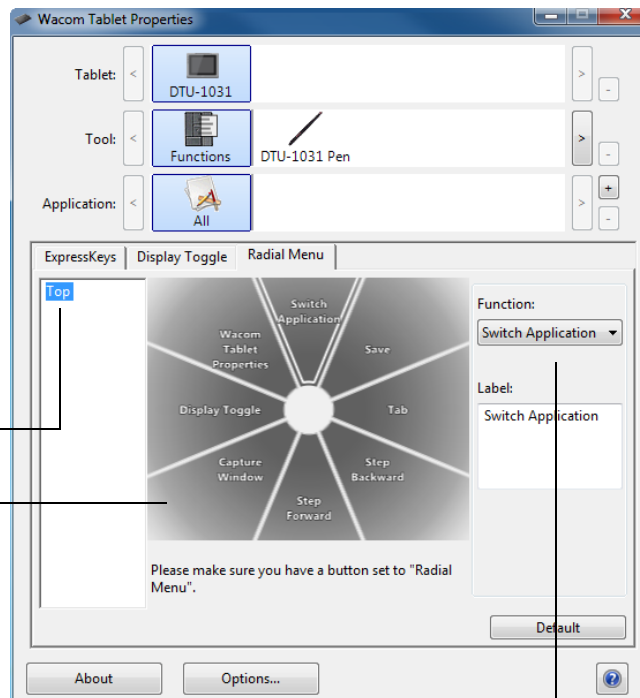 Wacom Tablet Properties
Tablet:
<
DTU-1031
>
-
Tool:
<
Functions
DTU-1031 Pen
>
-
Application:
<
All
>
+
-
ExpressKeys
Display Toggle
Radial Menu
Top
Switch
Application
Wacom
Tablet
Properties
Save
Display Toggle
Tab
Capture
Window
Step
Backward
Step
Forward
Please make sure you have a button set to "Radial
Menu".
Function:
Switch Application
Label:
Switch Application
Default
About
Options...
?